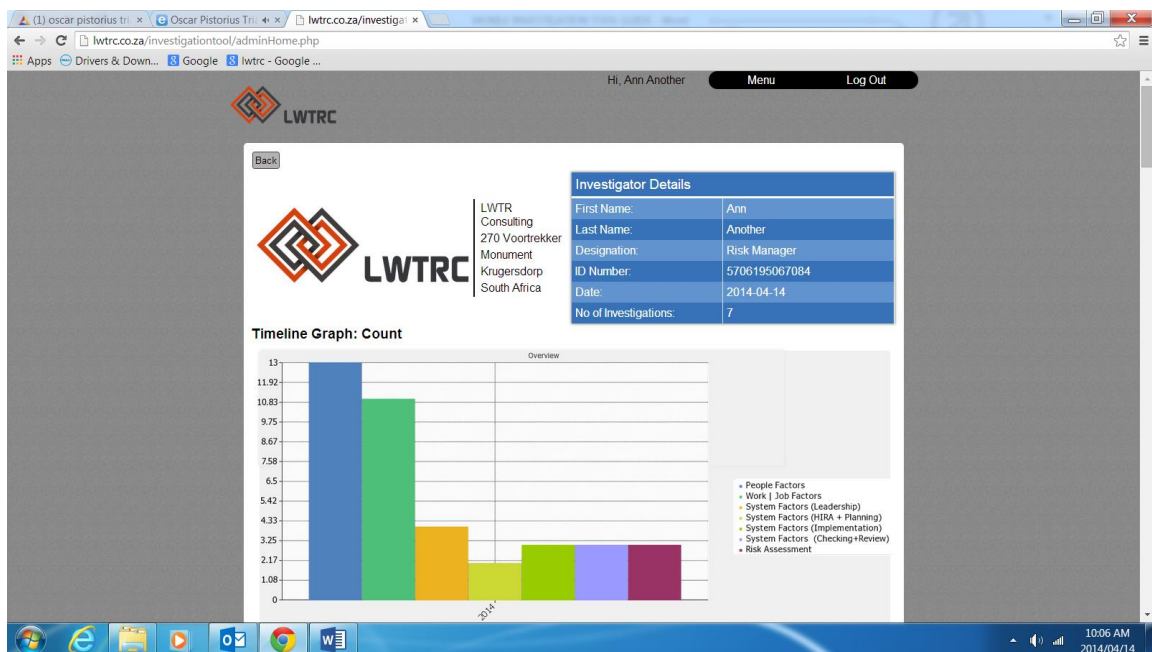 (1) oscar pistorius tri
Oscar Pistorius Tria
lwtrc.co.za/investigat
lwtrc.co.za/investigationtool/adminHome.php
Apps
Drivers & Down...
Google
lwtrc - Google ...
Hi, Ann Another
Menu
Log Out
LWTRC
Back
LWTRC
LWTR
Consulting
270 Voortrekker
Monument
Krugersdorp
South Africa
Investigator Details
First Name: Ann
Last Name: Another
Designation: Risk Manager
ID Number: 5706195067084
Date: 2014-04-14
No of Investigations: 7
Timeline Graph: Count
Overview
13
11.92
10.83
9.75
8.67
7.58
6.5
5.42
4.33
3.25
2.17
1.08
0
2014
People Factors
Work | Job Factors
System Factors (Leadership)
System Factors (HIRA + Planning)
System Factors (Implementation)
System Factors (Checking+Review)
Risk Assessment
10:06 AM
2014/04/14